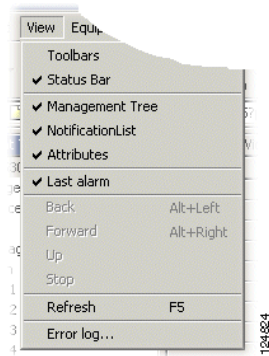 View Equip
Toolbars
Status Bar
Management Tree
NotificationList
Attributes
Last alarm
Back Alt+Left
Forward Alt+Right
Up
Stop
Refresh F5
Error log...
124824